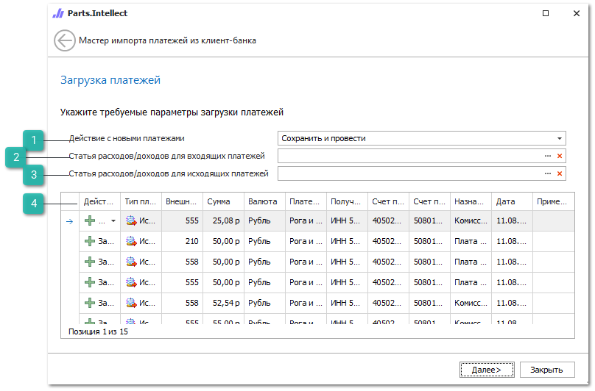 Parts.Intellect
Мастер импорта платежей из клиент-банка
Загрузка платежей
Укажите требуемые параметры загрузки платежей
1 Действие с новыми платежами Сохранить и провести
2 Статья расходов/доходов для входящих платежей
3 Статья расходов/доходов для исходящих платежей
4 Дейст... Тип пл... Внешн... Сумма Валюта Плате... Получ... Счет п... Счет п... Назна... Дата Приме...
... Ис... 555 25,08 р Рубль Рога и ... ИНН 5... 40502... 50801... Комисс... 11.08....
За... Ис... 210 50,00 р Рубль Рога и ... ИНН 5... 40502... 50801... Плата ... 11.08....
За... Ис... 558 50,00 р Рубль Рога и ... ИНН 5... 40502... 50801... Плата ... 11.08....
За... Ис... 555 50,00 р Рубль Рога и ... ИНН 5... 40502... 50801... Плата ... 11.08....
За... Ис... 558 52,54 р Рубль Рога и ... ИНН 5... 40502... 50801... Комисс... 11.08....
За... Ис... 555 55,00 р Рубль Рога и ... ИНН 5... 40502... 50801... Комисс... 11.08....
Позиция 1 из 15
Далее> Закрыть